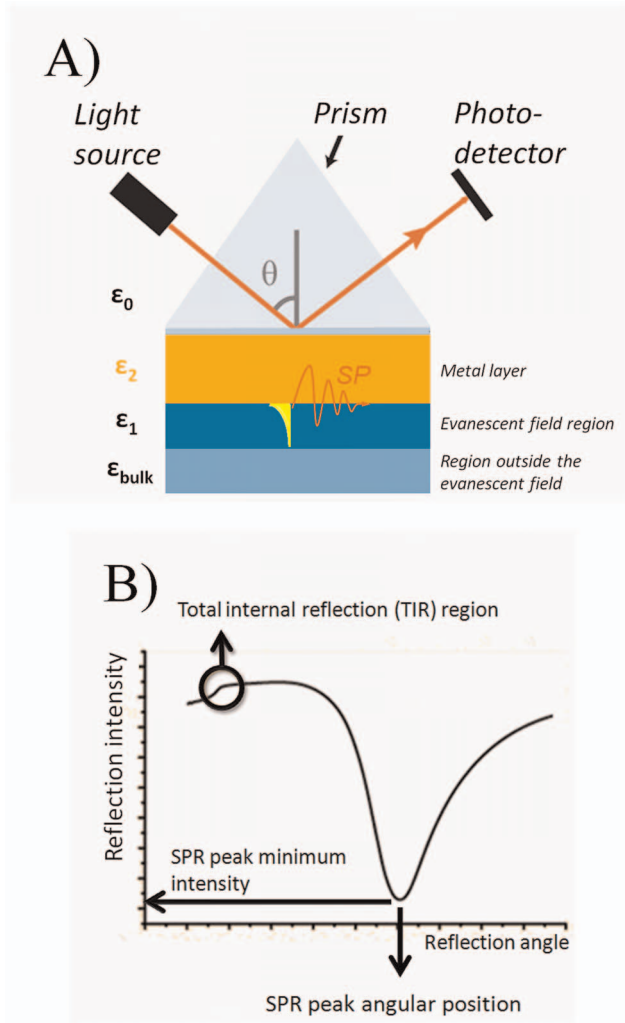 A)
Light
source
Prism
Photo-
detector
θ
ε0
ε2
SP
Metal layer
ε1
Evanescent field region
εbulk
Region outside the
evanescent field
B)
Total internal reflection (TIR) region
Reflection intensity
SPR peak minimum
intensity
Reflection angle
SPR peak angular position